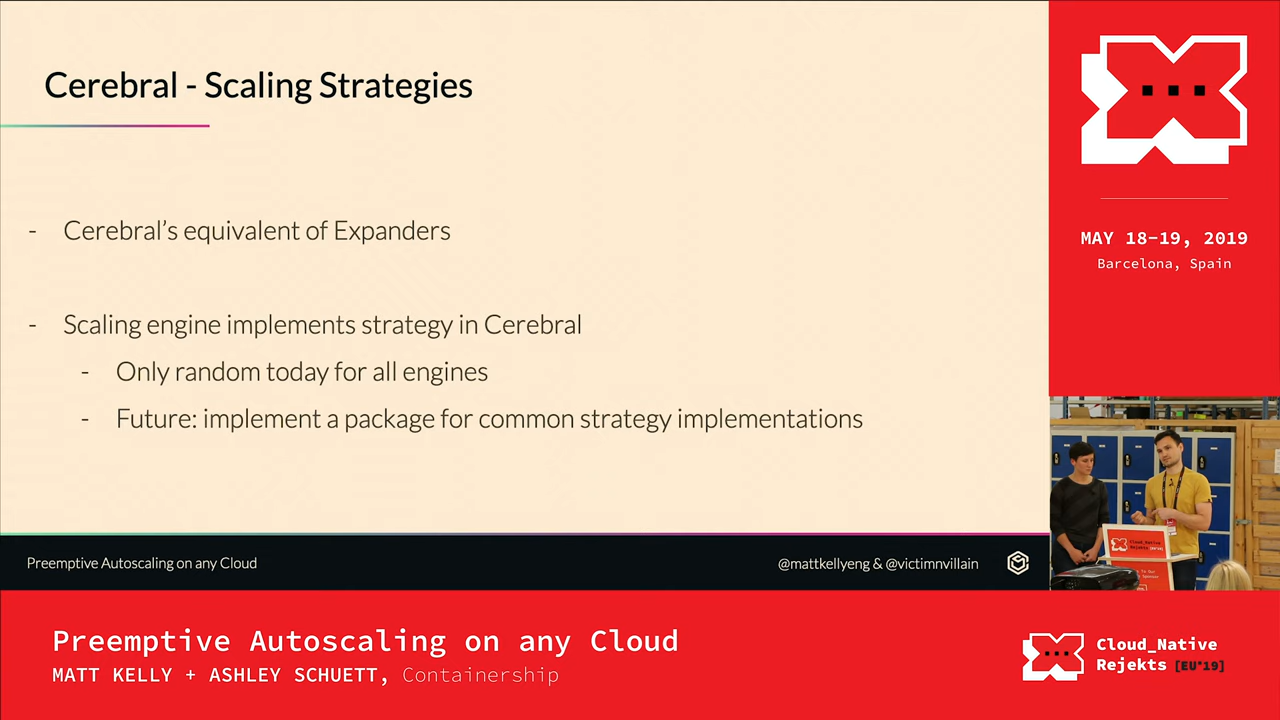 Cerebral - Scaling Strategies
- Cerebral’s equivalent of Expanders
- Scaling engine implements strategy in Cerebral
- Only random today for all engines
- Future: implement a package for common strategy implementations
Preemptive Autoscaling on any Cloud
@mattkellyeng & @victimnvillain
MAY 18-19, 2019
Barcelona, Spain
Cloud_Native
Rejekts
Preemptive Autoscaling on any Cloud
MATT KELLY + ASHLEY SCHUETT, Containership
Cloud_Native
Rejekts [EU"19]